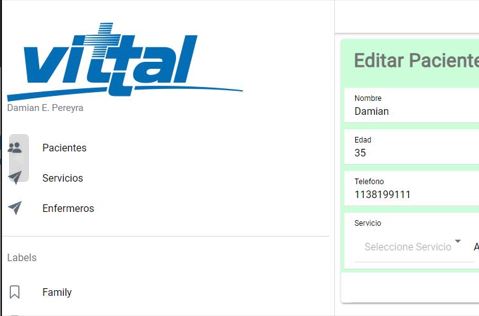 vittal
Damian E. Pereyra
Pacientes
Servicios
Enfermeros
Labels
Family
Editar Paciente
Nombre
Damian
Edad
35
Telefono
1138199111
Servicio
Seleccione Servicio
A